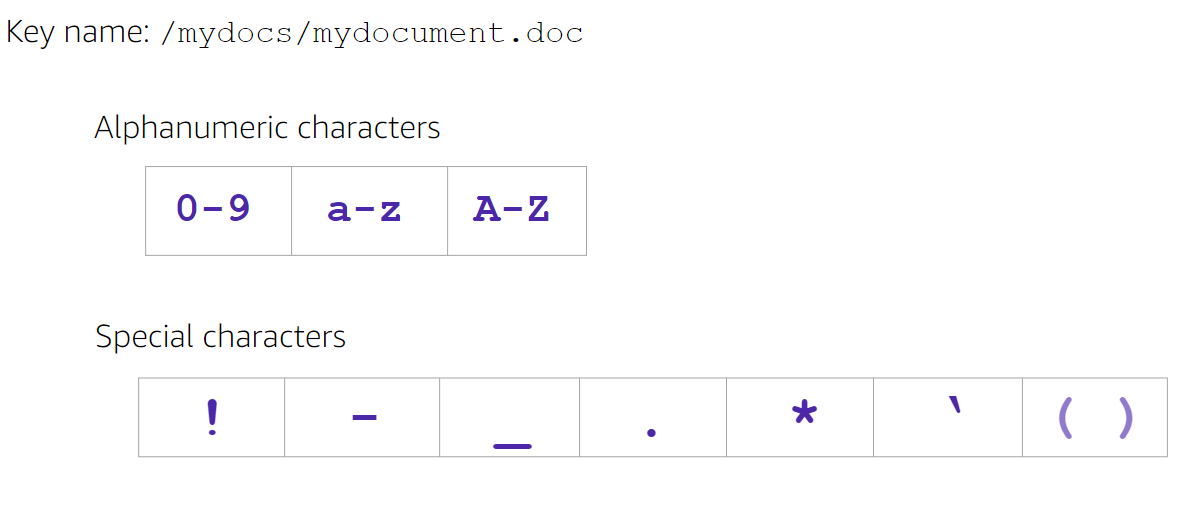 Key name: /mydocs/mydocument.doc
Alphanumeric characters
0-9 a-z A-Z
Special characters
! - _ . * ` ( )